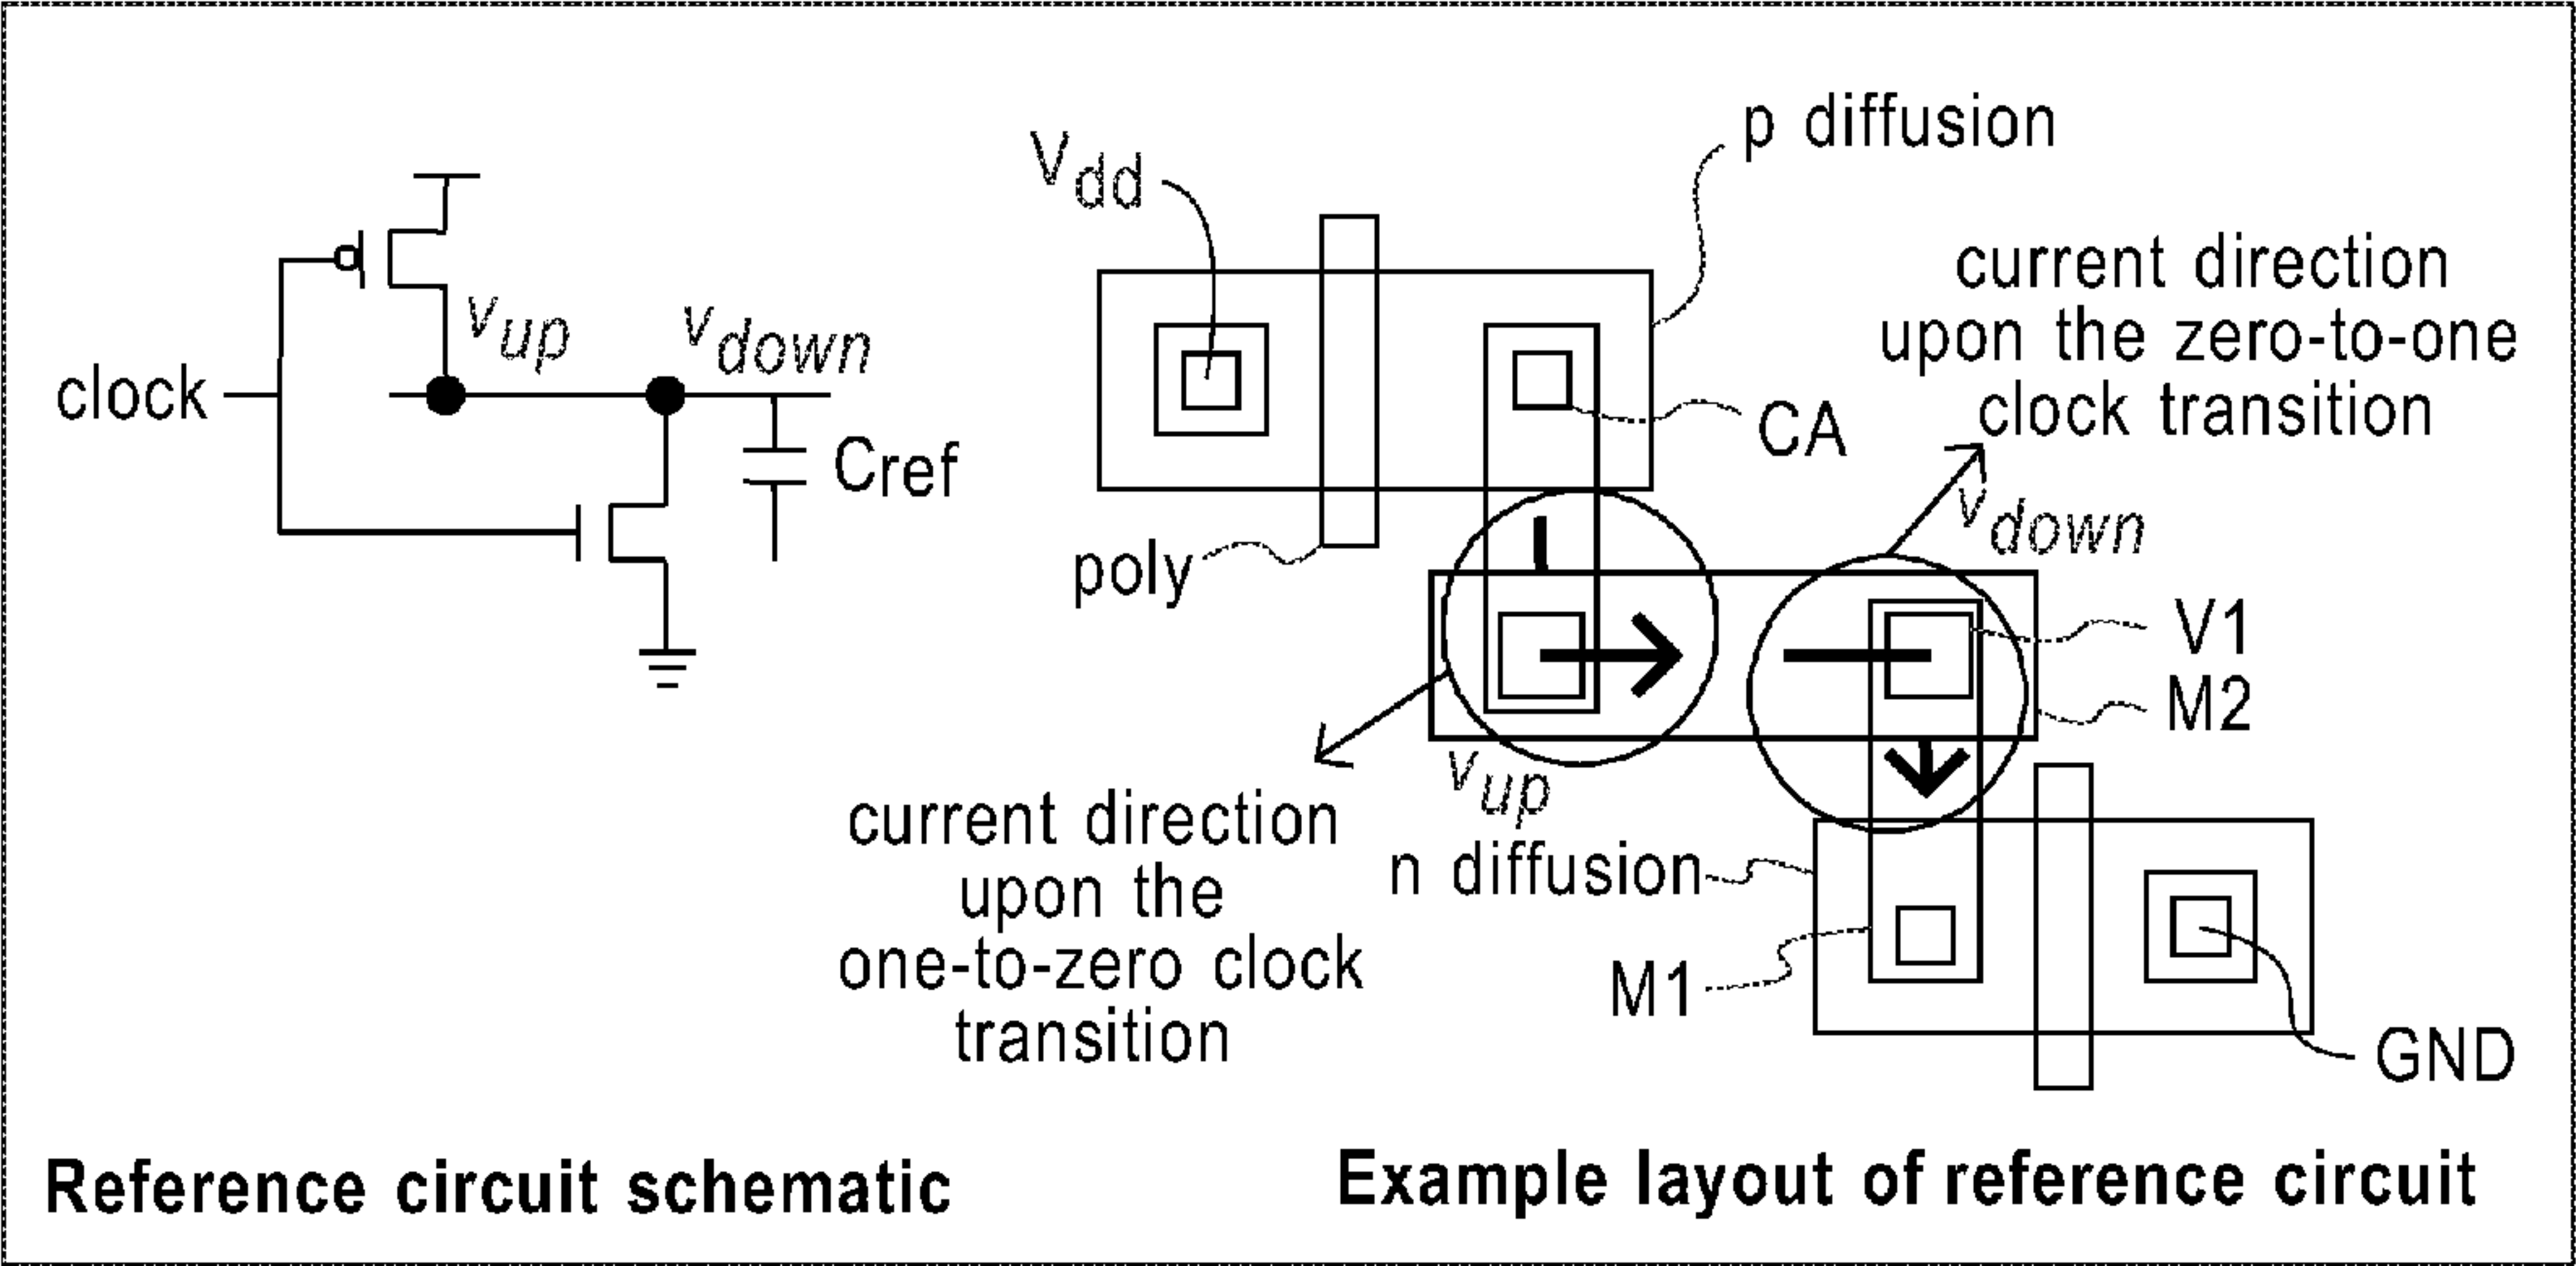 clock
Vup
Vdown
Cref
Reference circuit schematic
Vdd
p diffusion
current direction
upon the zero-to-one
clock transition
CA
Vdown
poly
V1
M2
Vup
current direction
upon the
one-to-zero clock
transition
n diffusion
M1
GND
Example layout of reference circuit